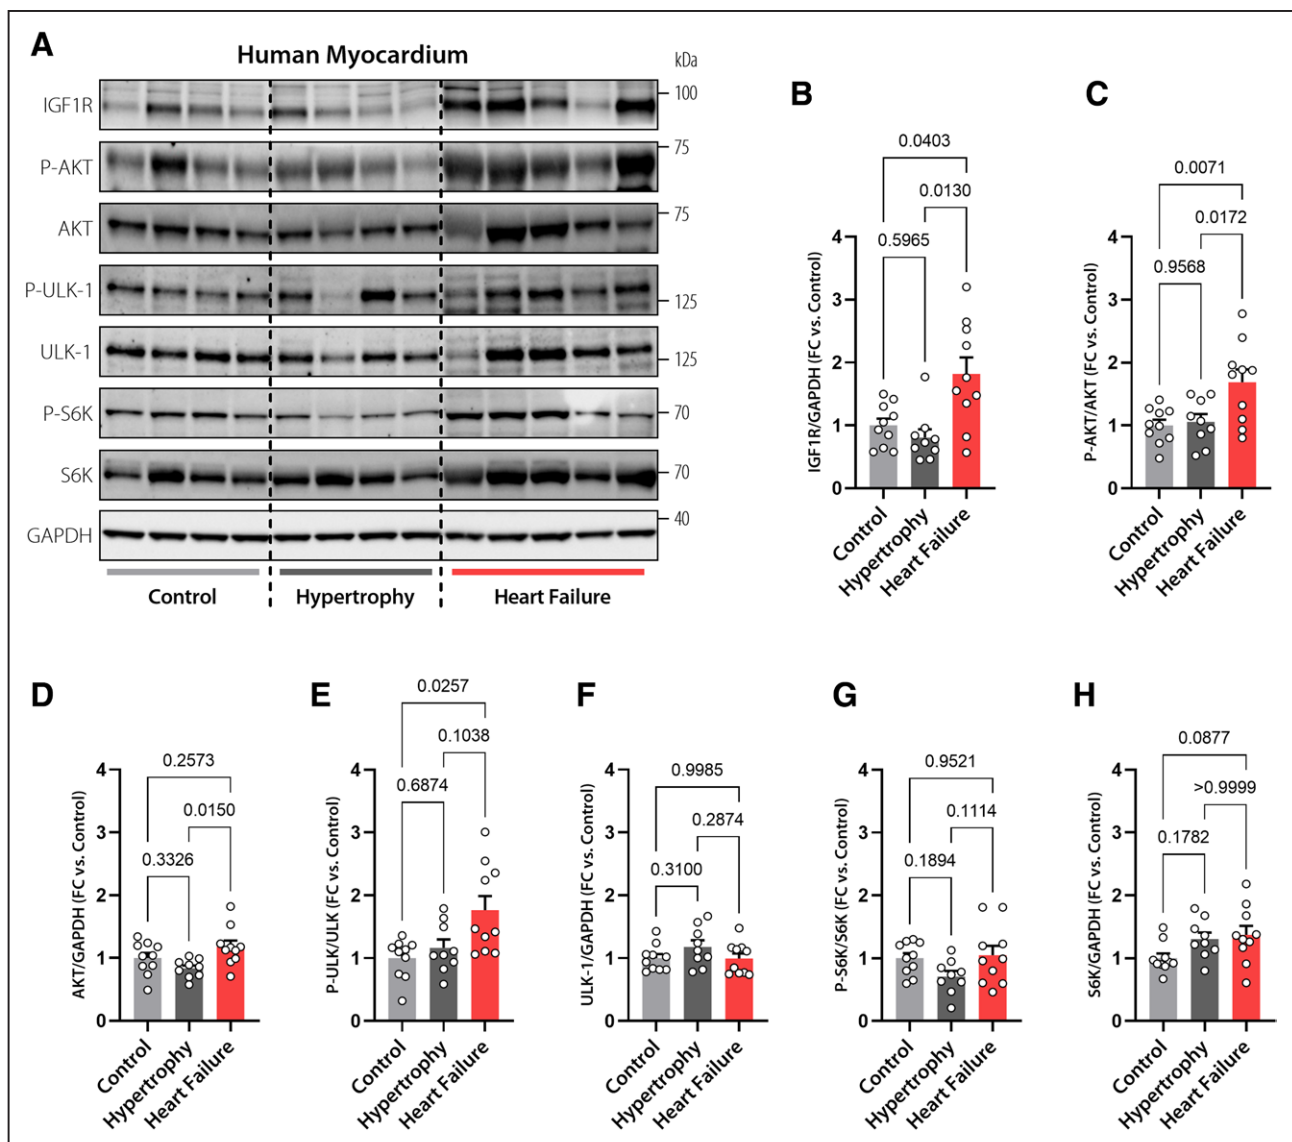 A
Human Myocardium
kDa
IGF1R
100
P-AKT
75
AKT
75
P-ULK-1
125
ULK-1
125
P-S6K
70
S6K
70
GAPDH
40
Control
Hypertrophy
Heart Failure
B
0.0403
0.0130
0.5965
IGF1R/GAPDH (FC vs. Control)
4
3
2
1
0
Control
Hypertrophy
Heart Failure
C
0.0071
0.0172
0.9568
P-AKT/AKT (FC vs. Control)
4
3
2
1
0
Control
Hypertrophy
Heart Failure
D
0.2573
0.0150
0.3326
AKT/GAPDH (FC vs. Control)
4
3
2
1
0
Control
Hypertrophy
Heart Failure
E
0.0257
0.1038
0.6874
P-ULK/ULK (FC vs. Control)
4
3
2
1
0
Control
Hypertrophy
Heart Failure
F
0.9985
0.2874
0.3100
ULK-1/GAPDH (FC vs. Control)
4
3
2
1
0
Control
Hypertrophy
Heart Failure
G
0.9521
0.1114
0.1894
P-S6K/S6K (FC vs. Control)
4
3
2
1
0
Control
Hypertrophy
Heart Failure
H
0.0877
>0.9999
0.1782
S6K/GAPDH (FC vs. Control)
4
3
2
1
0
Control
Hypertrophy
Heart Failure